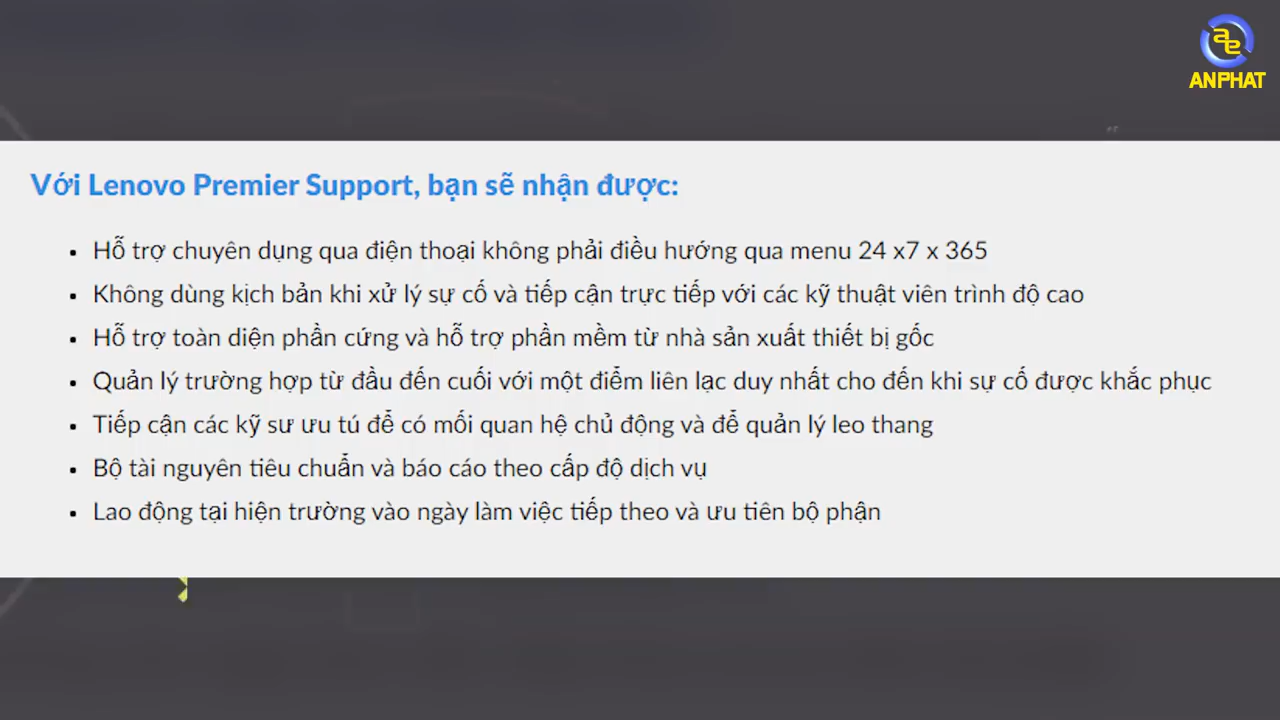 ae
ANPHAT
Với Lenovo Premier Support, bạn sẽ nhận được:
• Hỗ trợ chuyên dụng qua điện thoại không phải điều hướng qua menu 24 x7 x 365
• Không dùng kịch bản khi xử lý sự cố và tiếp cận trực tiếp với các kỹ thuật viên trình độ cao
• Hỗ trợ toàn diện phần cứng và hỗ trợ phần mềm từ nhà sản xuất thiết bị gốc
• Quản lý trường hợp từ đầu đến cuối với một điểm liên lạc duy nhất cho đến khi sự cố được khắc phục
• Tiếp cận các kỹ sư ưu tú để có mối quan hệ chủ động và để quản lý leo thang
• Bộ tài nguyên tiêu chuẩn và báo cáo theo cấp độ dịch vụ
• Lao động tại hiện trường vào ngày làm việc tiếp theo và ưu tiên bộ phận